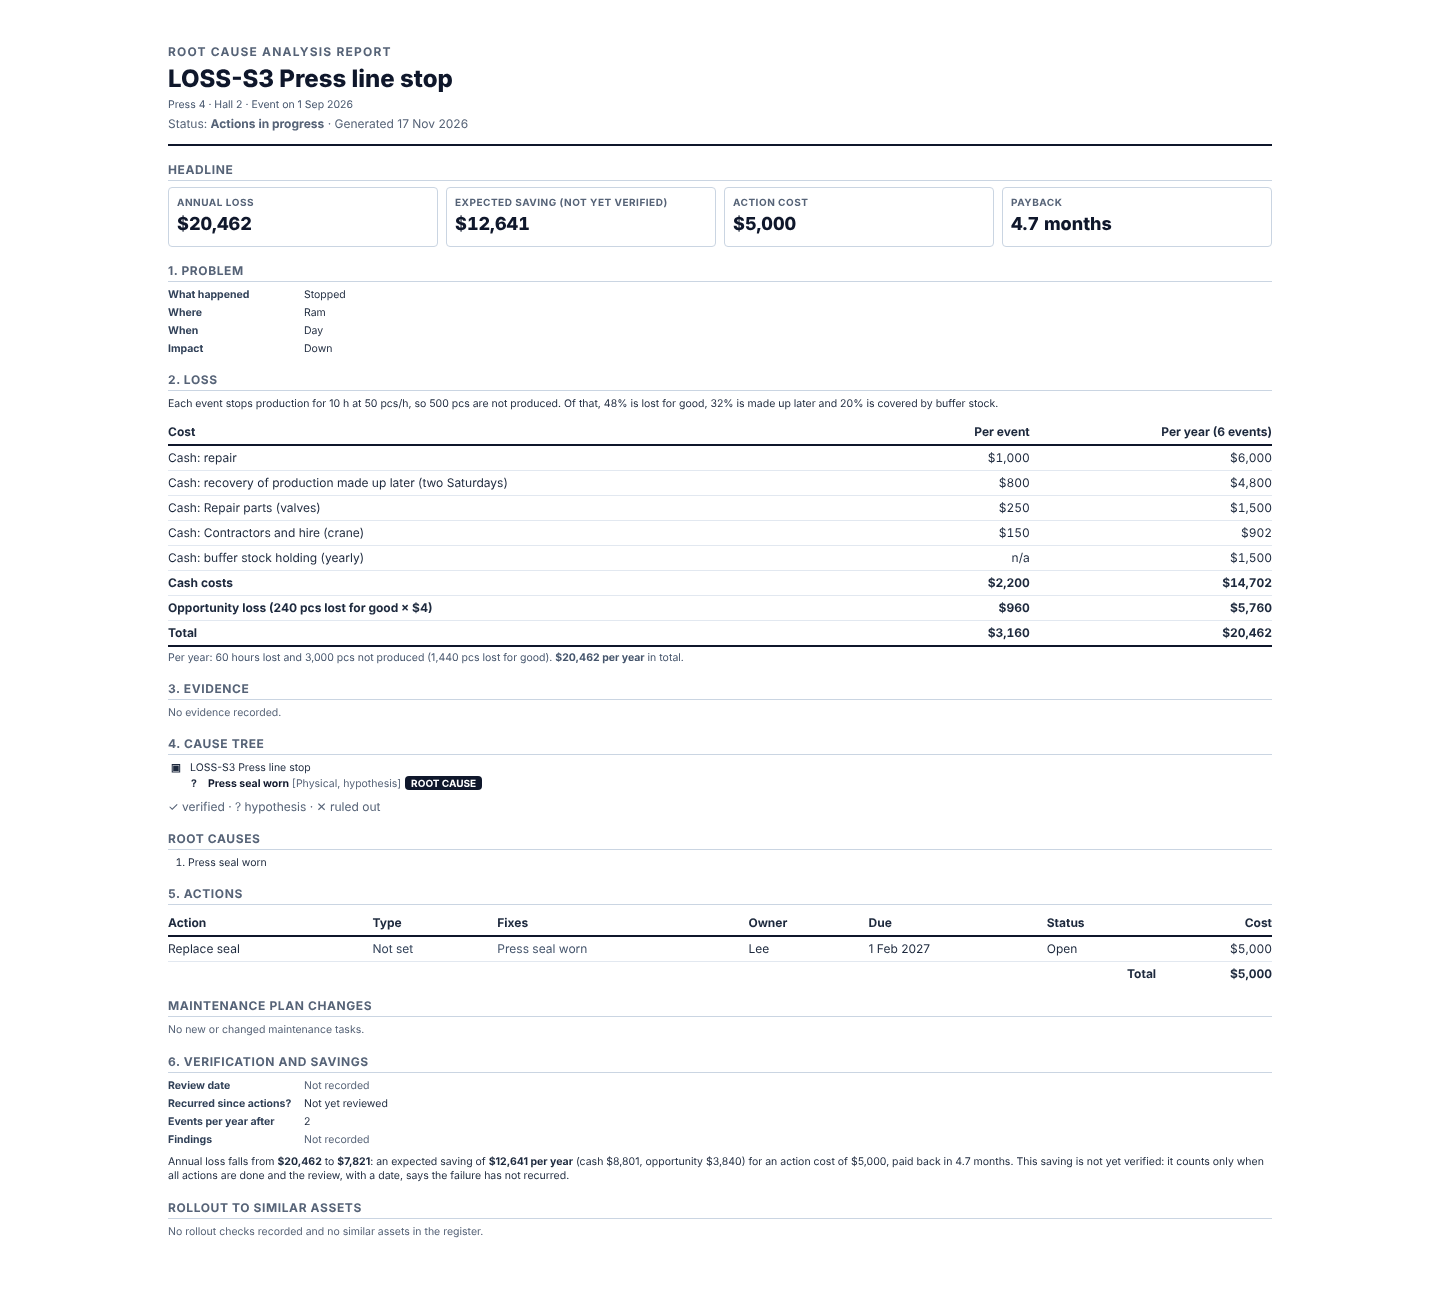 ROOT CAUSE ANALYSIS REPORT
LOSS-S3 Press line stop
Press 4 · Hall 2 · Event on 1 Sep 2026
Status: Actions in progress · Generated 17 Nov 2026
HEADLINE
ANNUAL LOSS
$20,462
EXPECTED SAVING (NOT YET VERIFIED)
$12,641
ACTION COST
$5,000
PAYBACK
4.7 months
1. PROBLEM
What happened Stopped
Where Ram
When Day
Impact Down
2. LOSS
Each event stops production for 10 h at 50 pcs/h, so 500 pcs are not produced. Of that, 48% is lost for good, 32% is made up later and 20% is covered by buffer stock.
Cost Per event Per year (6 events)
Cash: repair $1,000 $6,000
Cash: recovery of production made up later (two Saturdays) $800 $4,800
Cash: Repair parts (valves) $250 $1,500
Cash: Contractors and hire (crane) $150 $902
Cash: buffer stock holding (yearly) n/a $1,500
Cash costs $2,200 $14,702
Opportunity loss (240 pcs lost for good × $4) $960 $5,760
Total $3,160 $20,462
Per year: 60 hours lost and 3,000 pcs not produced (1,440 pcs lost for good). $20,462 per year in total.
3. EVIDENCE
No evidence recorded.
4. CAUSE TREE
▣ LOSS-S3 Press line stop
? Press seal worn [Physical, hypothesis] ROOT CAUSE
✓ verified · ? hypothesis · ✕ ruled out
ROOT CAUSES
1. Press seal worn
5. ACTIONS
Action Type Fixes Owner Due Status Cost
Replace seal Not set Press seal worn Lee 1 Feb 2027 Open $5,000
Total $5,000
MAINTENANCE PLAN CHANGES
No new or changed maintenance tasks.
6. VERIFICATION AND SAVINGS
Review date Not recorded
Recurred since actions? Not yet reviewed
Events per year after 2
Findings Not recorded
Annual loss falls from $20,462 to $7,821: an expected saving of $12,641 per year (cash $8,801, opportunity $3,840) for an action cost of $5,000, paid back in 4.7 months. This saving is not yet verified: it counts only when
all actions are done and the review, with a date, says the failure has not recurred.
ROLLOUT TO SIMILAR ASSETS
No rollout checks recorded and no similar assets in the register.